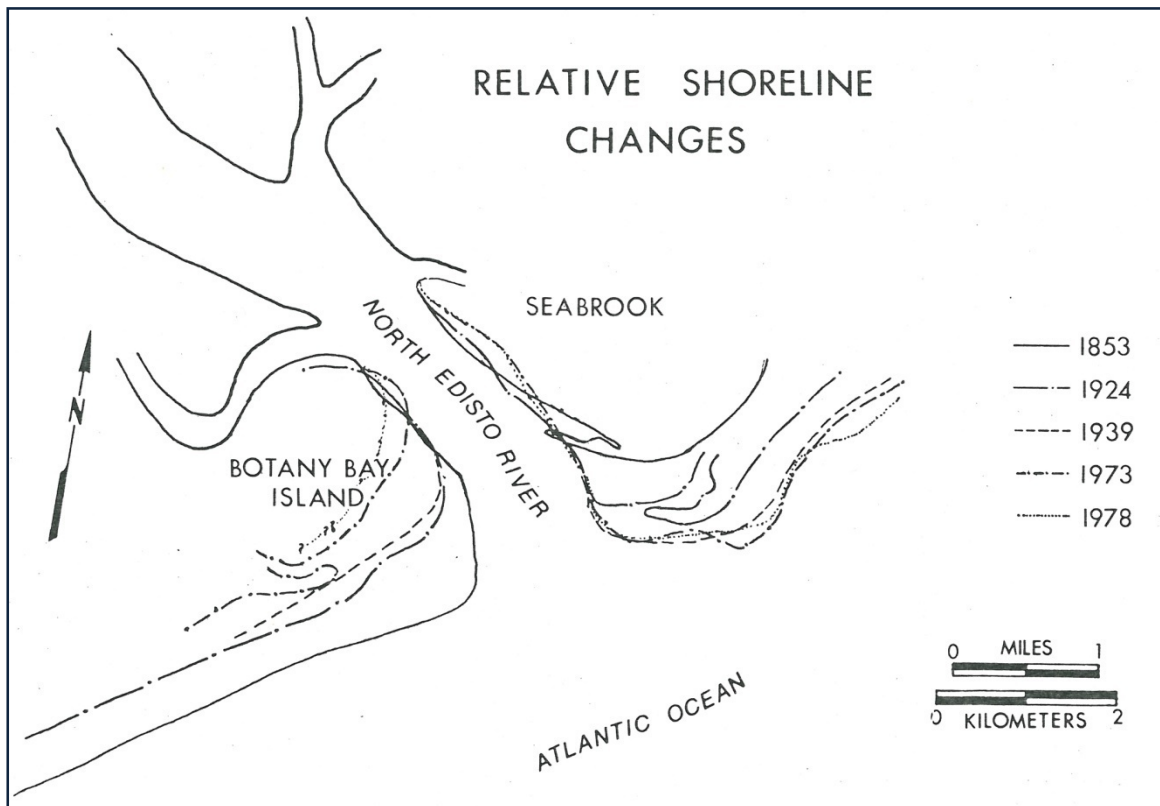 RELATIVE SHORELINE
CHANGES
SEABROOK
NORTH EDISTO RIVER
N
BOTANY BAY
ISLAND
1853
1924
1939
1973
1978
ATLANTIC OCEAN
0 MILES 1
0 KILOMETERS 2
??